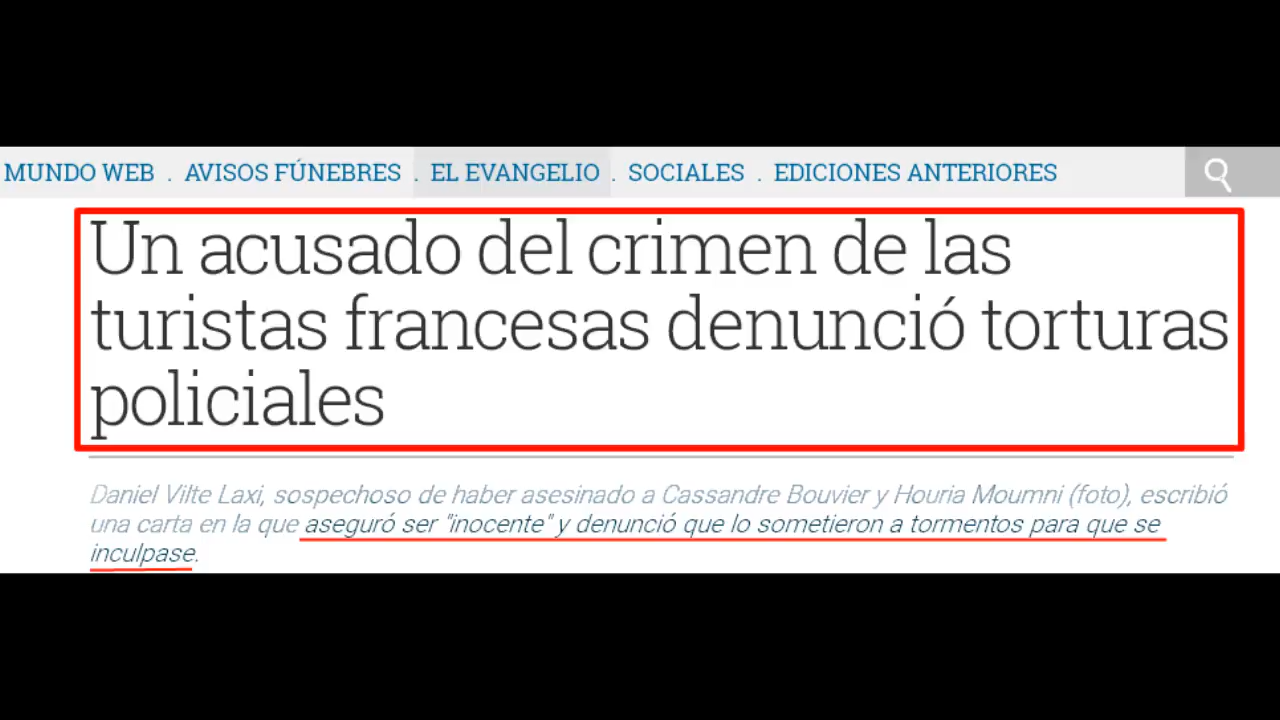 MUNDO WEB . AVISOS FÚNEBRES . EL EVANGELIO . SOCIALES . EDICIONES ANTERIORES
Un acusado del crimen de las
turistas francesas denunció torturas
policiales
Daniel Vilte Laxi, sospechoso de haber asesinado a Cassandre Bouvier y Houria Moumni (foto), escribió
una carta en la que aseguró ser "inocente" y denunció que lo sometieron a tormentos para que se
inculpase.